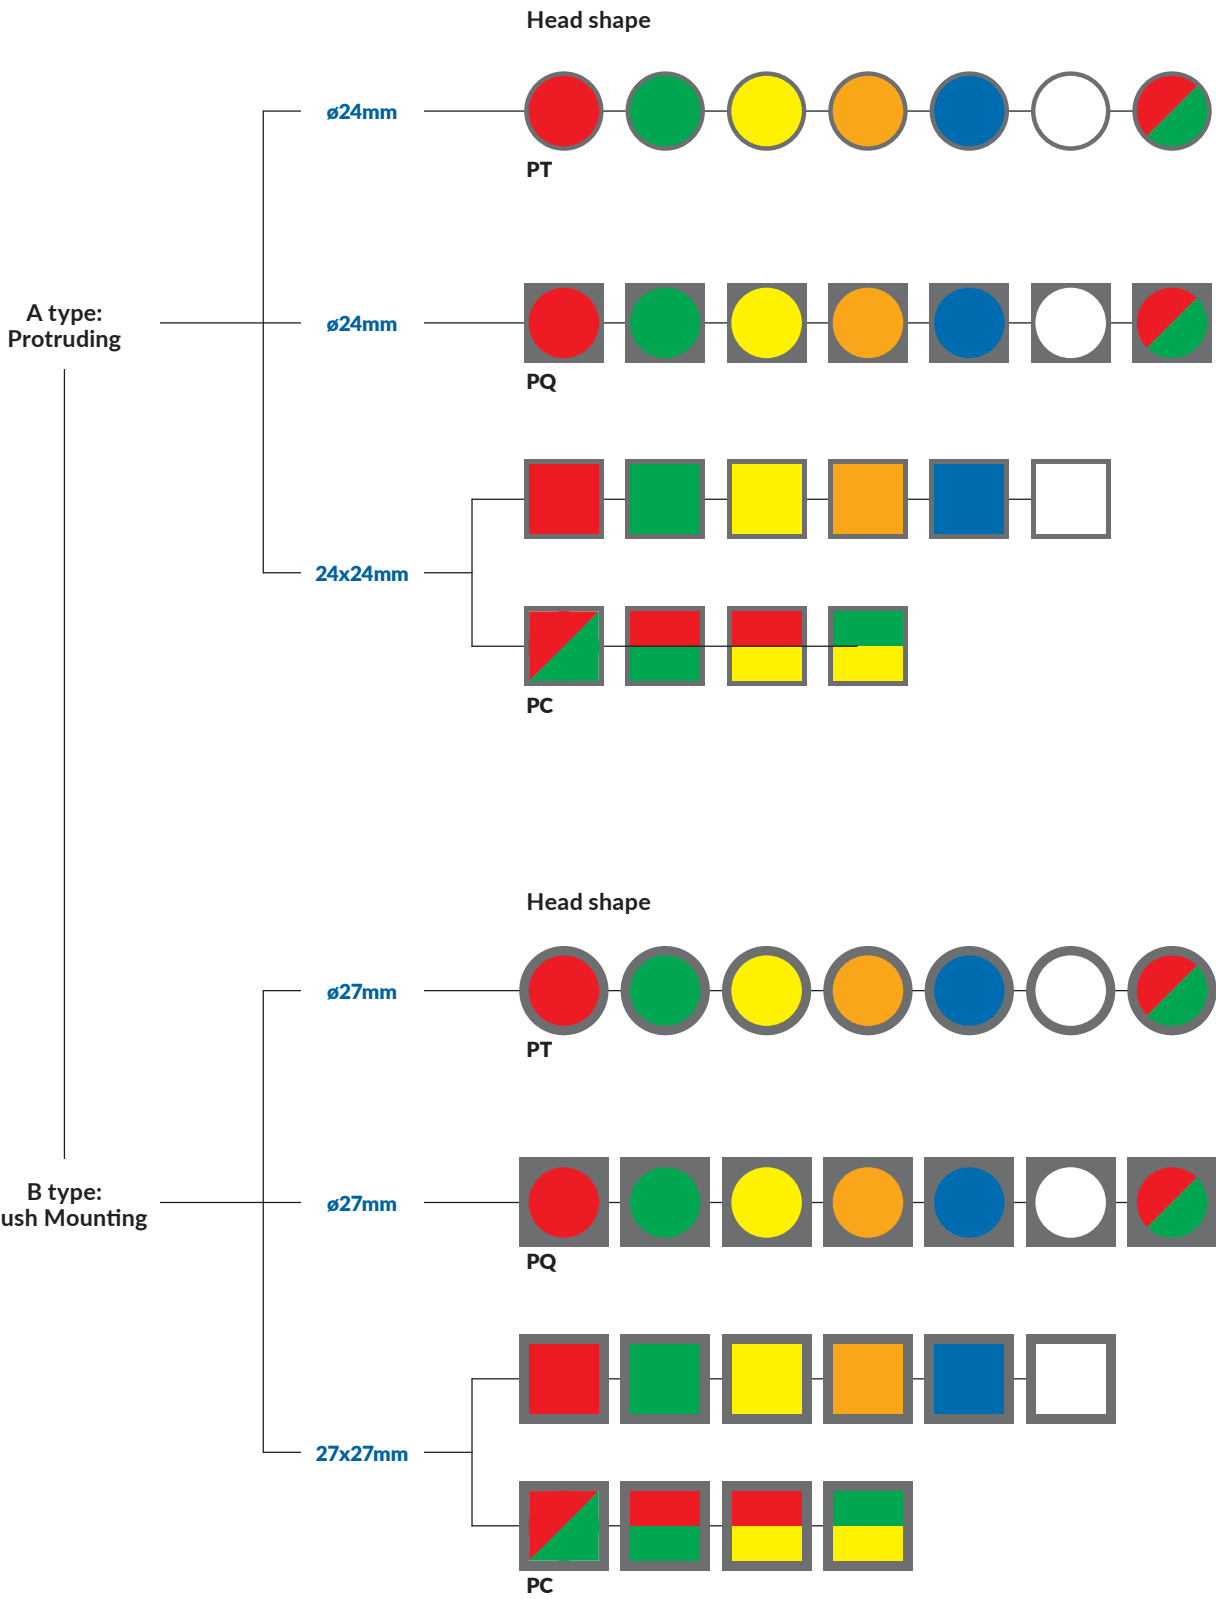 Head shape
ø24mm
PT
A type:
Protruding
ø24mm
PQ
24x24mm
PC
Head shape
ø27mm
PT
B type:
ush Mounting
ø27mm
PQ
27x27mm
PC